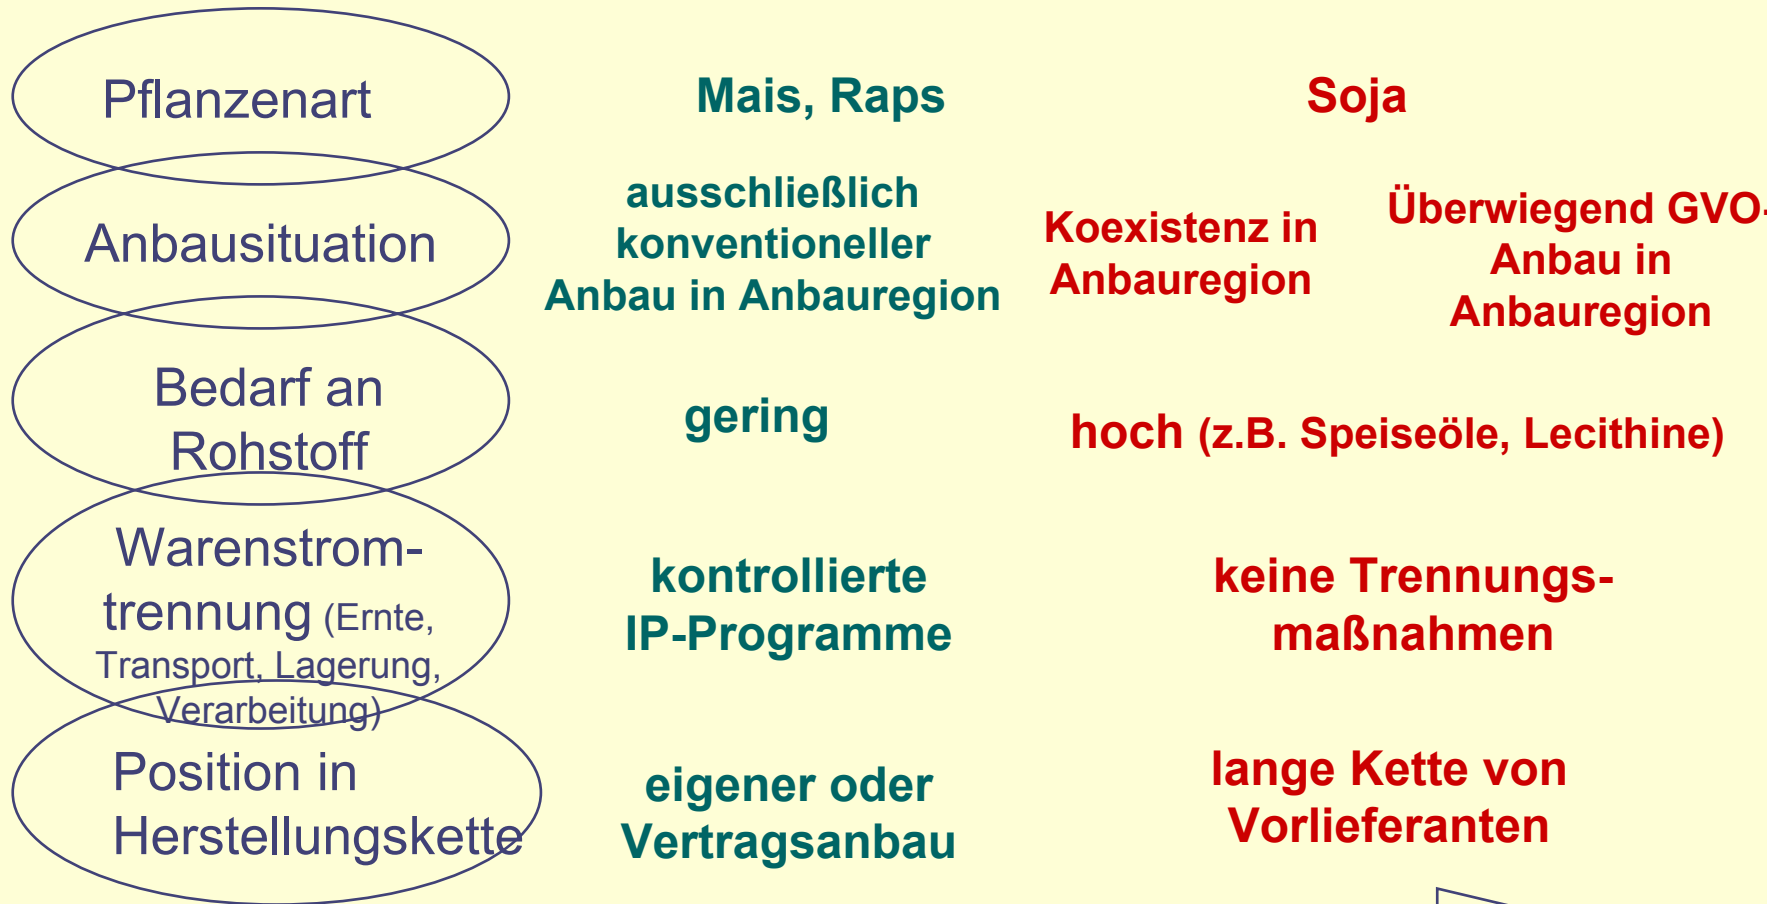 Pflanzenart
Mais, Raps
Soja
Anbausituation
ausschließlich
konventioneller
Anbau in Anbauregion
Koexistenz in
Anbauregion
Überwiegend GVO-
Anbau in
Anbauregion
Bedarf an
Rohstoff
gering
hoch (z.B. Speiseöle, Lecithine)
Warenstrom-
trennung (Ernte,
Transport, Lagerung,
Verarbeitung)
kontrollierte
IP-Programme
keine Trennungs-
maßnahmen
Position in
Herstellungskette
eigener oder
Vertragsanbau
lange Kette von
Vorlieferanten